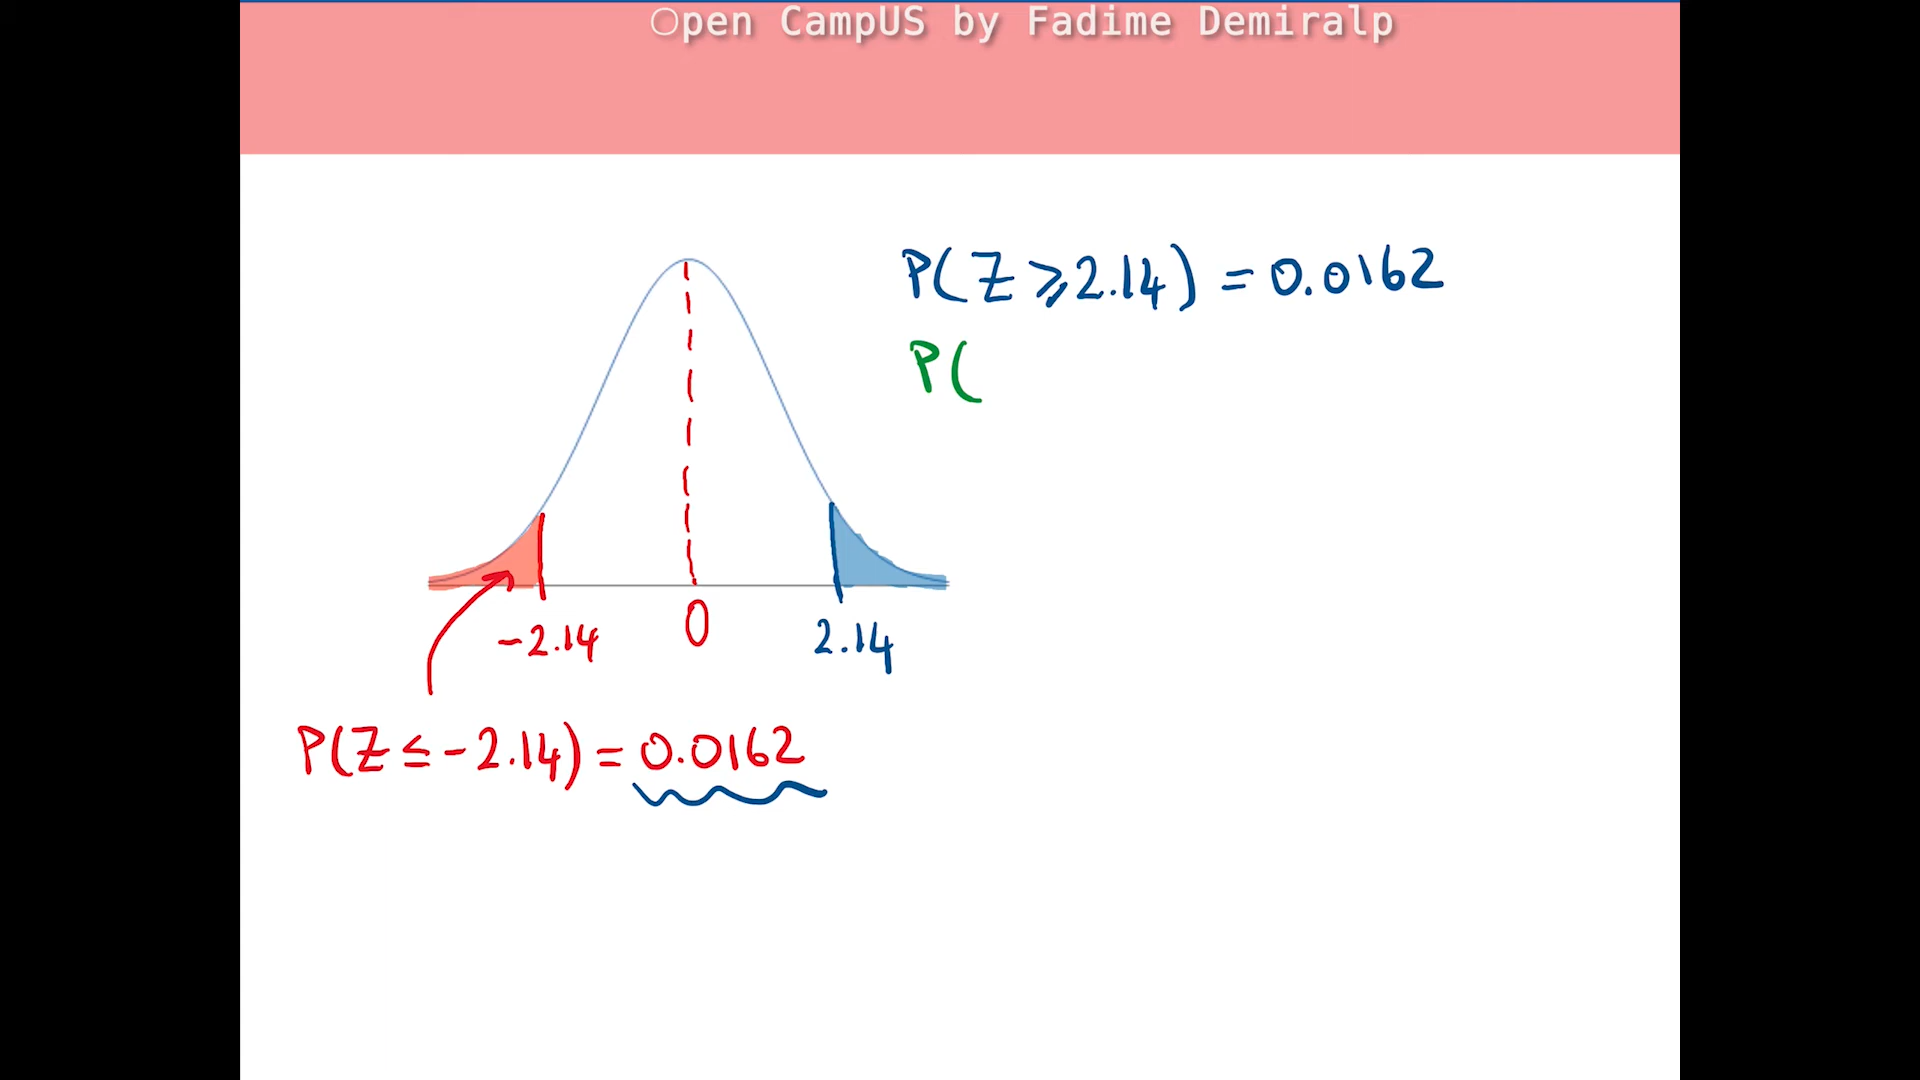 Open CampUS by Fadime Demiralp
P(Z ⩾ 2.14) = 0.0162
P(
-2.14
0
2.14
P(Z ≤ -2.14) = 0.0162